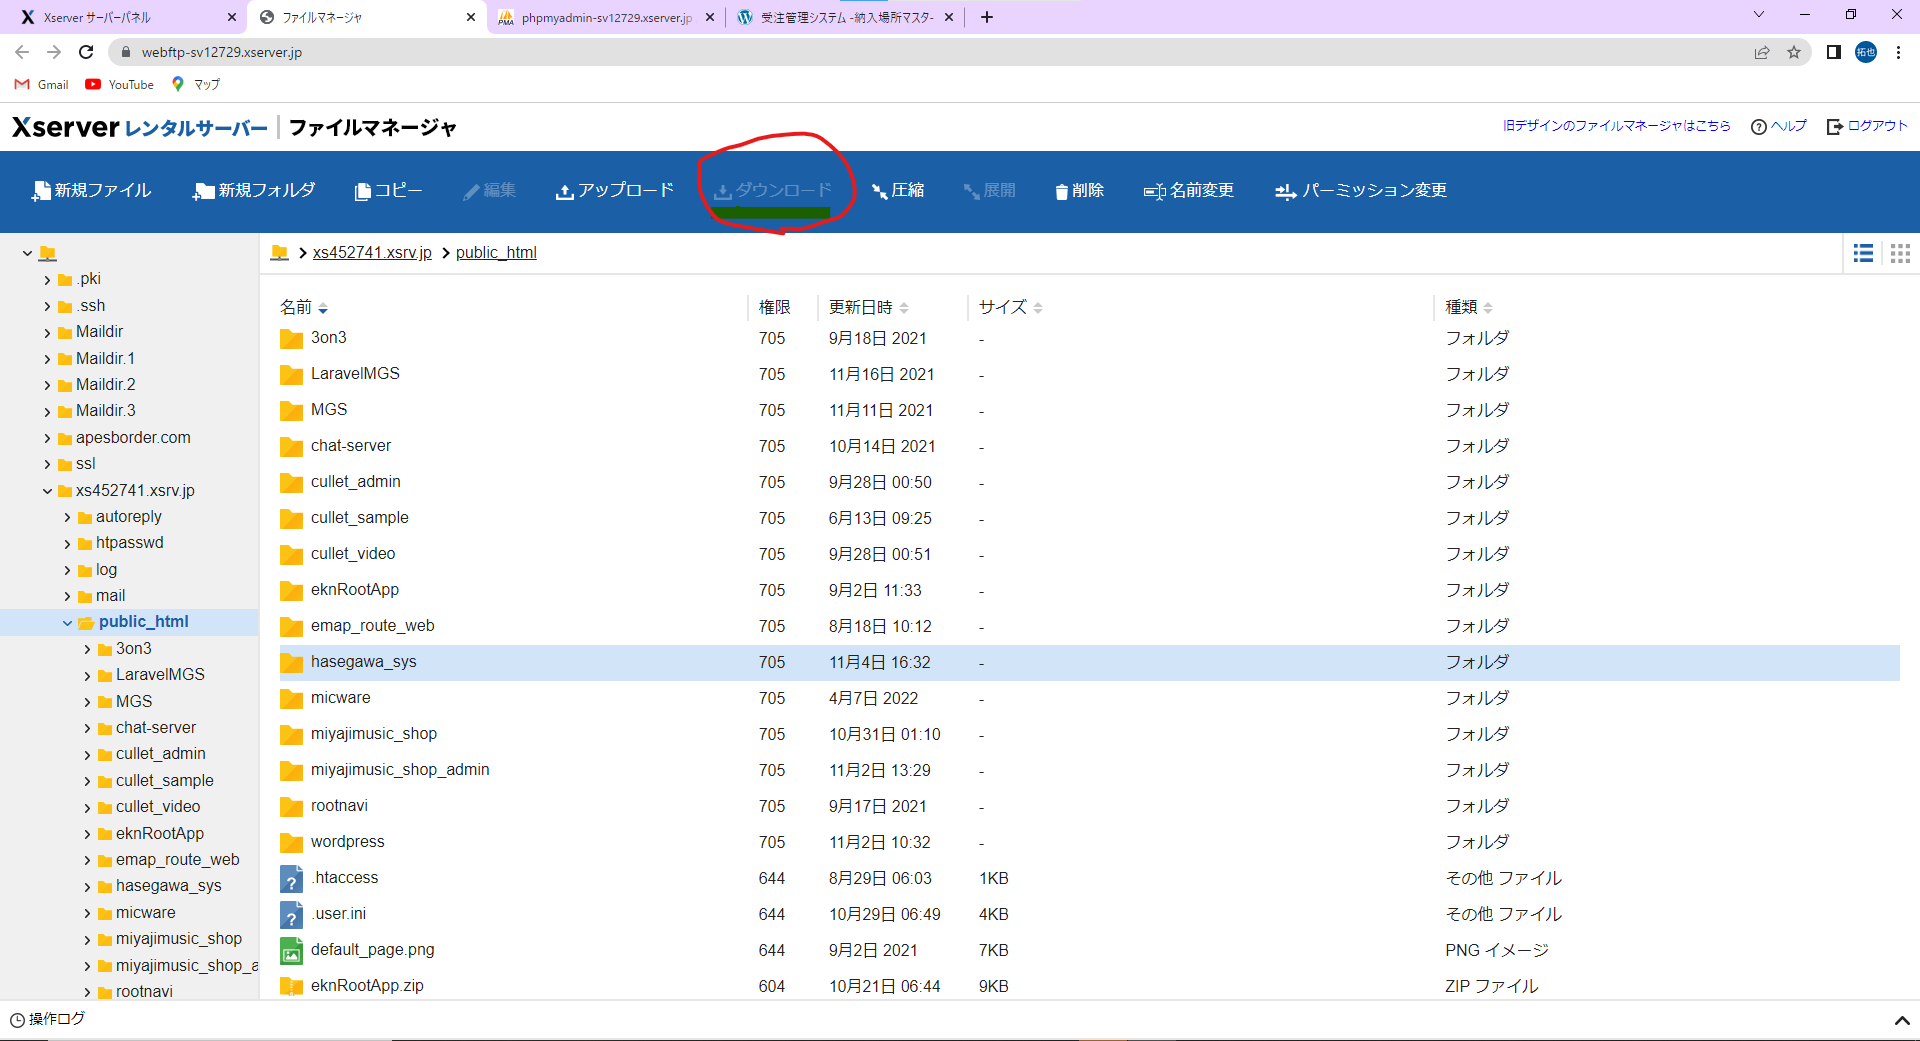 Xserver サーバーパネル
ファイルマネージャ
phpmyadmin-sv12729.xserver.jp
受注管理システム -納入場所マスタ-
webftp-sv12729.xserver.jp
拓也
Gmail
YouTube
マップ
Xserver レンタルサーバー ファイルマネージャ
旧デザインのファイルマネージャはこちら
ヘルプ
ログアウト
新規ファイル
新規フォルダ
コピー
編集
アップロード
ダウンロード
圧縮
展開
削除
名前変更
パーミッション変更
.pki
.ssh
Maildir
Maildir.1
Maildir.2
Maildir.3
apesborder.com
ssl
xs452741.xsrv.jp
autoreply
htpasswd
log
mail
public_html
3on3
LaravelMGS
MGS
chat-server
cullet_admin
cullet_sample
cullet_video
eknRootApp
emap_route_web
hasegawa_sys
micware
miyajimusic_shop
miyajimusic_shop_a
rootnavi
xs452741.xsrv.jp public_html
名前 権限 更新日時 サイズ 種類
3on3 705 9月18日 2021 - フォルダ
LaravelMGS 705 11月16日 2021 - フォルダ
MGS 705 11月11日 2021 - フォルダ
chat-server 705 10月14日 2021 - フォルダ
cullet_admin 705 9月28日 00:50 - フォルダ
cullet_sample 705 6月13日 09:25 - フォルダ
cullet_video 705 9月28日 00:51 - フォルダ
eknRootApp 705 9月2日 11:33 - フォルダ
emap_route_web 705 8月18日 10:12 - フォルダ
hasegawa_sys 705 11月4日 16:32 - フォルダ
micware 705 4月7日 2022 - フォルダ
miyajimusic_shop 705 10月31日 01:10 - フォルダ
miyajimusic_shop_admin 705 11月2日 13:29 - フォルダ
rootnavi 705 9月17日 2021 - フォルダ
wordpress 705 11月2日 10:32 - フォルダ
.htaccess 644 8月29日 06:03 1KB その他 ファイル
.user.ini 644 10月29日 06:49 4KB その他 ファイル
default_page.png 644 9月2日 2021 7KB PNG イメージ
eknRootApp.zip 604 10月21日 06:44 9KB ZIP ファイル
操作ログ